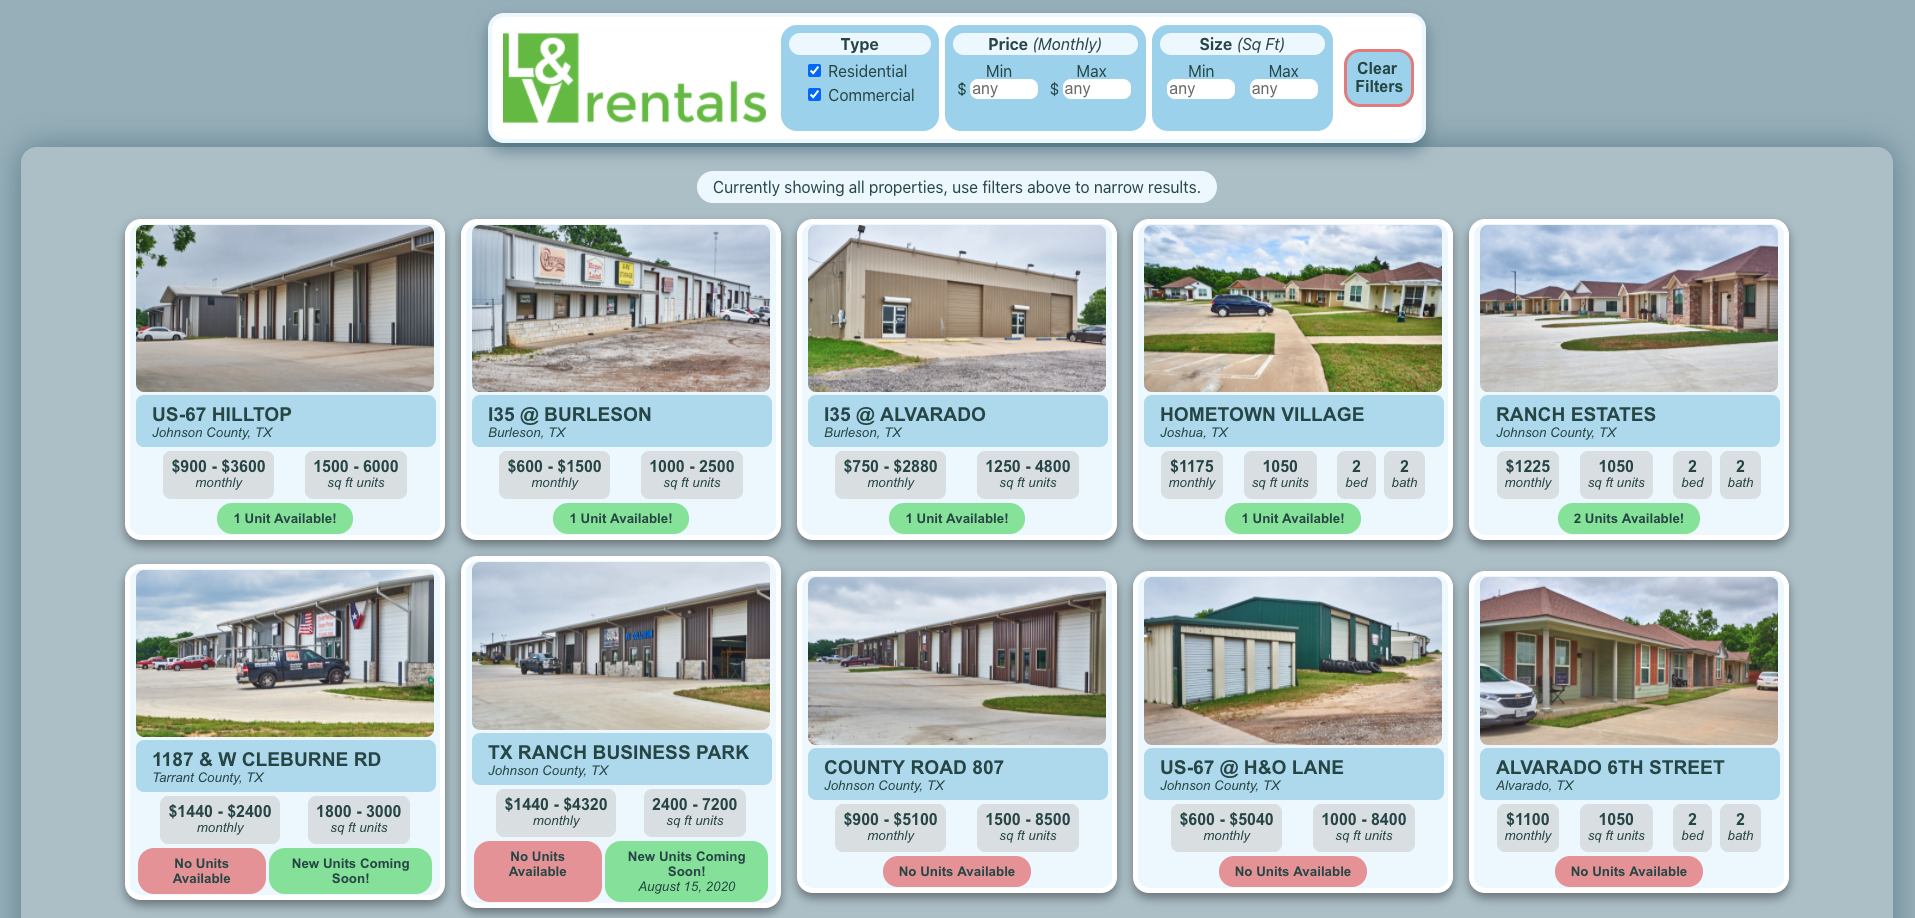 L&V rentals
Type
Residential
Commercial
Price (Monthly)
Min
Max
$ any
$ any
Size (Sq Ft)
Min
Max
any
any
Clear
Filters
Currently showing all properties, use filters above to narrow results.
US-67 HILLTOP
Johnson County, TX
$900 - $3600
monthly
1500 - 6000
sq ft units
1 Unit Available!
I35 @ BURLESON
Burleson, TX
$600 - $1500
monthly
1000 - 2500
sq ft units
1 Unit Available!
I35 @ ALVARADO
Burleson, TX
$750 - $2880
monthly
1250 - 4800
sq ft units
1 Unit Available!
HOMETOWN VILLAGE
Joshua, TX
$1175
monthly
1050
sq ft units
2
bed
2
bath
1 Unit Available!
RANCH ESTATES
Johnson County, TX
$1225
monthly
1050
sq ft units
2
bed
2
bath
2 Units Available!
1187 & W CLEBURNE RD
Tarrant County, TX
$1440 - $2400
monthly
1800 - 3000
sq ft units
No Units
Available
New Units Coming
Soon!
TX RANCH BUSINESS PARK
Johnson County, TX
$1440 - $4320
monthly
2400 - 7200
sq ft units
No Units
Available
New Units Coming
Soon!
August 15, 2020
COUNTY ROAD 807
Johnson County, TX
$900 - $5100
monthly
1500 - 8500
sq ft units
No Units Available
US-67 @ H&O LANE
Johnson County, TX
$600 - $5040
monthly
1000 - 8400
sq ft units
No Units Available
ALVARADO 6TH STREET
Alvarado, TX
$1100
monthly
1050
sq ft units
2
bed
2
bath
No Units Available